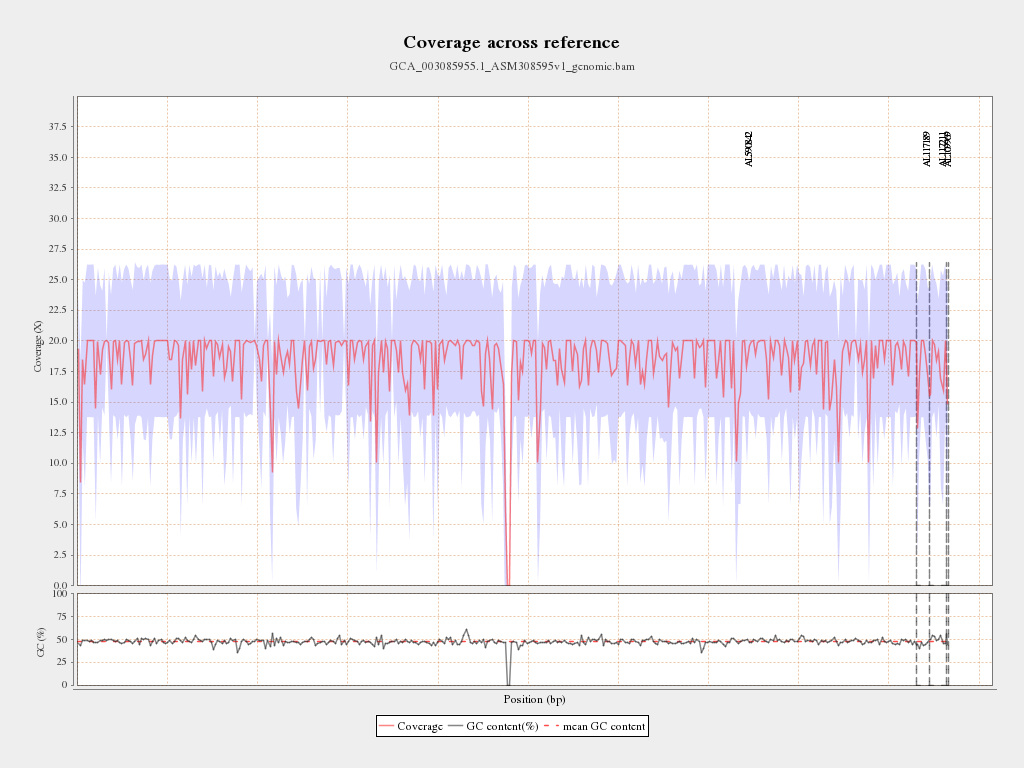 Coverage across reference
GCA_003085955.1_ASM308595v1_genomic.bam
Coverage (X)
37.5
35.0
32.5
30.0
27.5
25.0
22.5
20.0
17.5
15.0
12.5
10.0
7.5
5.0
2.5
0.0
AL590842
AL117189
AL117211
AL109969
GC (%)
100
75
50
25
0
Position (bp)
Coverage GC content(%) mean GC content